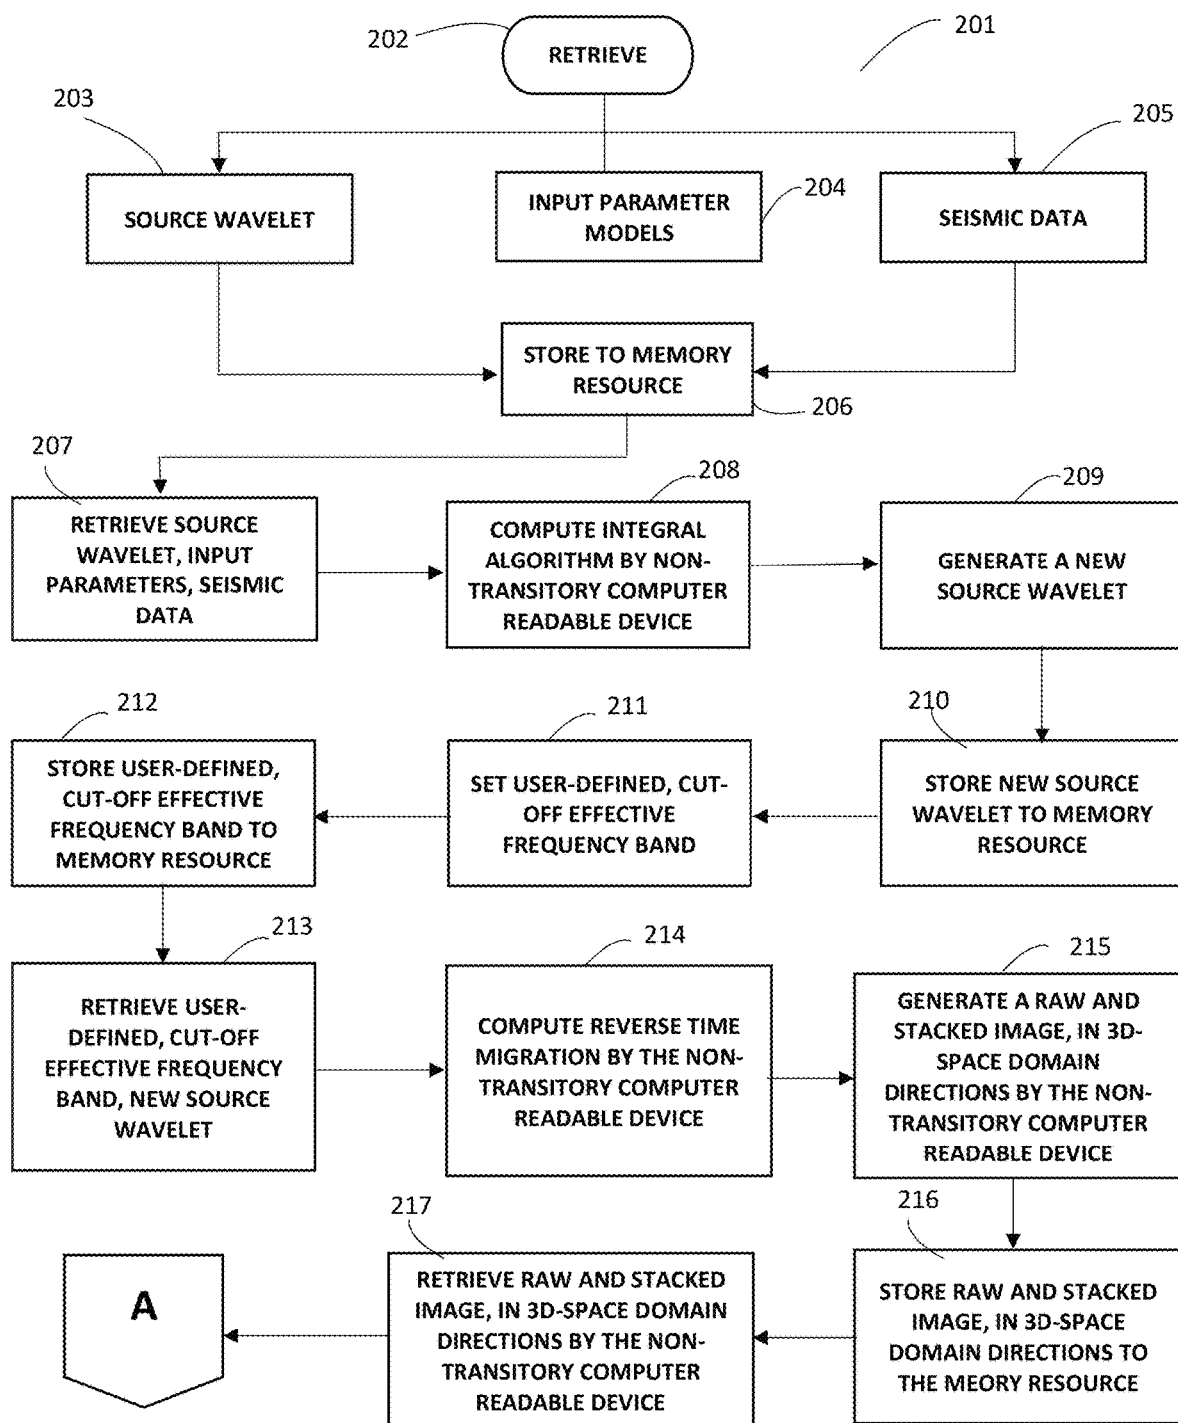 202
RETRIEVE
201
203
205
SOURCE WAVELET
INPUT PARAMETER
MODELS
204
SEISMIC DATA
STORE TO MEMORY
RESOURCE
206
207
208
209
RETRIEVE SOURCE
WAVELET, INPUT
PARAMETERS, SEISMIC
DATA
COMPUTE INTEGRAL
ALGORITHM BY NON-
TRANSITORY COMPUTER
READABLE DEVICE
GENERATE A NEW
SOURCE WAVELET
212
211
210
STORE USER-DEFINED,
CUT-OFF EFFECTIVE
FREQUENCY BAND TO
MEMORY RESOURCE
SET USER-DEFINED, CUT-
OFF EFFECTIVE
FREQUENCY BAND
STORE NEW SOURCE
WAVELET TO MEMORY
RESOURCE
213
214
215
RETRIEVE USER-
DEFINED, CUT-OFF
EFFECTIVE FREQUENCY
BAND, NEW SOURCE
WAVELET
COMPUTE REVERSE TIME
MIGRATION BY THE NON-
TRANSITORY COMPUTER
READABLE DEVICE
GENERATE A RAW AND
STACKED IMAGE, IN 3D-
SPACE DOMAIN
DIRECTIONS BY THE NON-
TRANSITORY COMPUTER
READABLE DEVICE
217
216
A
RETRIEVE RAW AND STACKED
IMAGE, IN 3D-SPACE DOMAIN
DIRECTIONS BY THE NON-
TRANSITORY COMPUTER
READABLE DEVICE
STORE RAW AND STACKED
IMAGE, IN 3D-SPACE
DOMAIN DIRECTIONS TO
THE MEORY RESOURCE